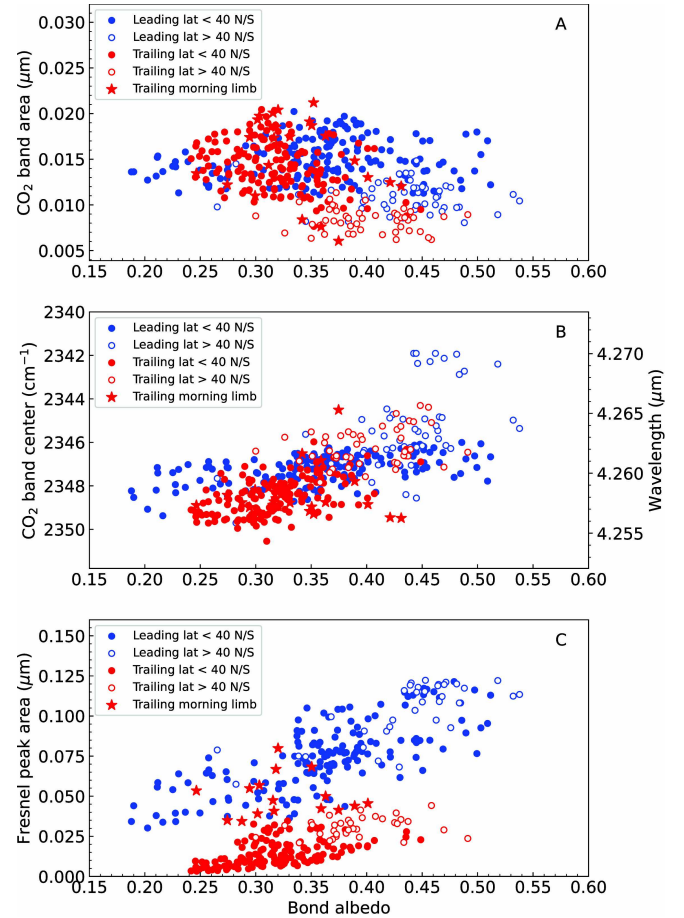 A
Leading lat < 40 N/S
Leading lat > 40 N/S
Trailing lat < 40 N/S
Trailing lat > 40 N/S
Trailing morning limb
CO₂ band area (μm)
0.030
0.025
0.020
0.015
0.010
0.005
0.15 0.20 0.25 0.30 0.35 0.40 0.45 0.50 0.55 0.60
B
Leading lat < 40 N/S
Leading lat > 40 N/S
Trailing lat < 40 N/S
Trailing lat > 40 N/S
Trailing morning limb
CO₂ band center (cm⁻¹)
2340
2342
2344
2346
2348
2350
Wavelength (μm)
4.270
4.265
4.260
4.255
0.15 0.20 0.25 0.30 0.35 0.40 0.45 0.50 0.55 0.60
C
Leading lat < 40 N/S
Leading lat > 40 N/S
Trailing lat < 40 N/S
Trailing lat > 40 N/S
Trailing morning limb
Fresnel peak area (μm)
0.150
0.125
0.100
0.075
0.050
0.025
0.000
0.15 0.20 0.25 0.30 0.35 0.40 0.45 0.50 0.55 0.60
Bond albedo